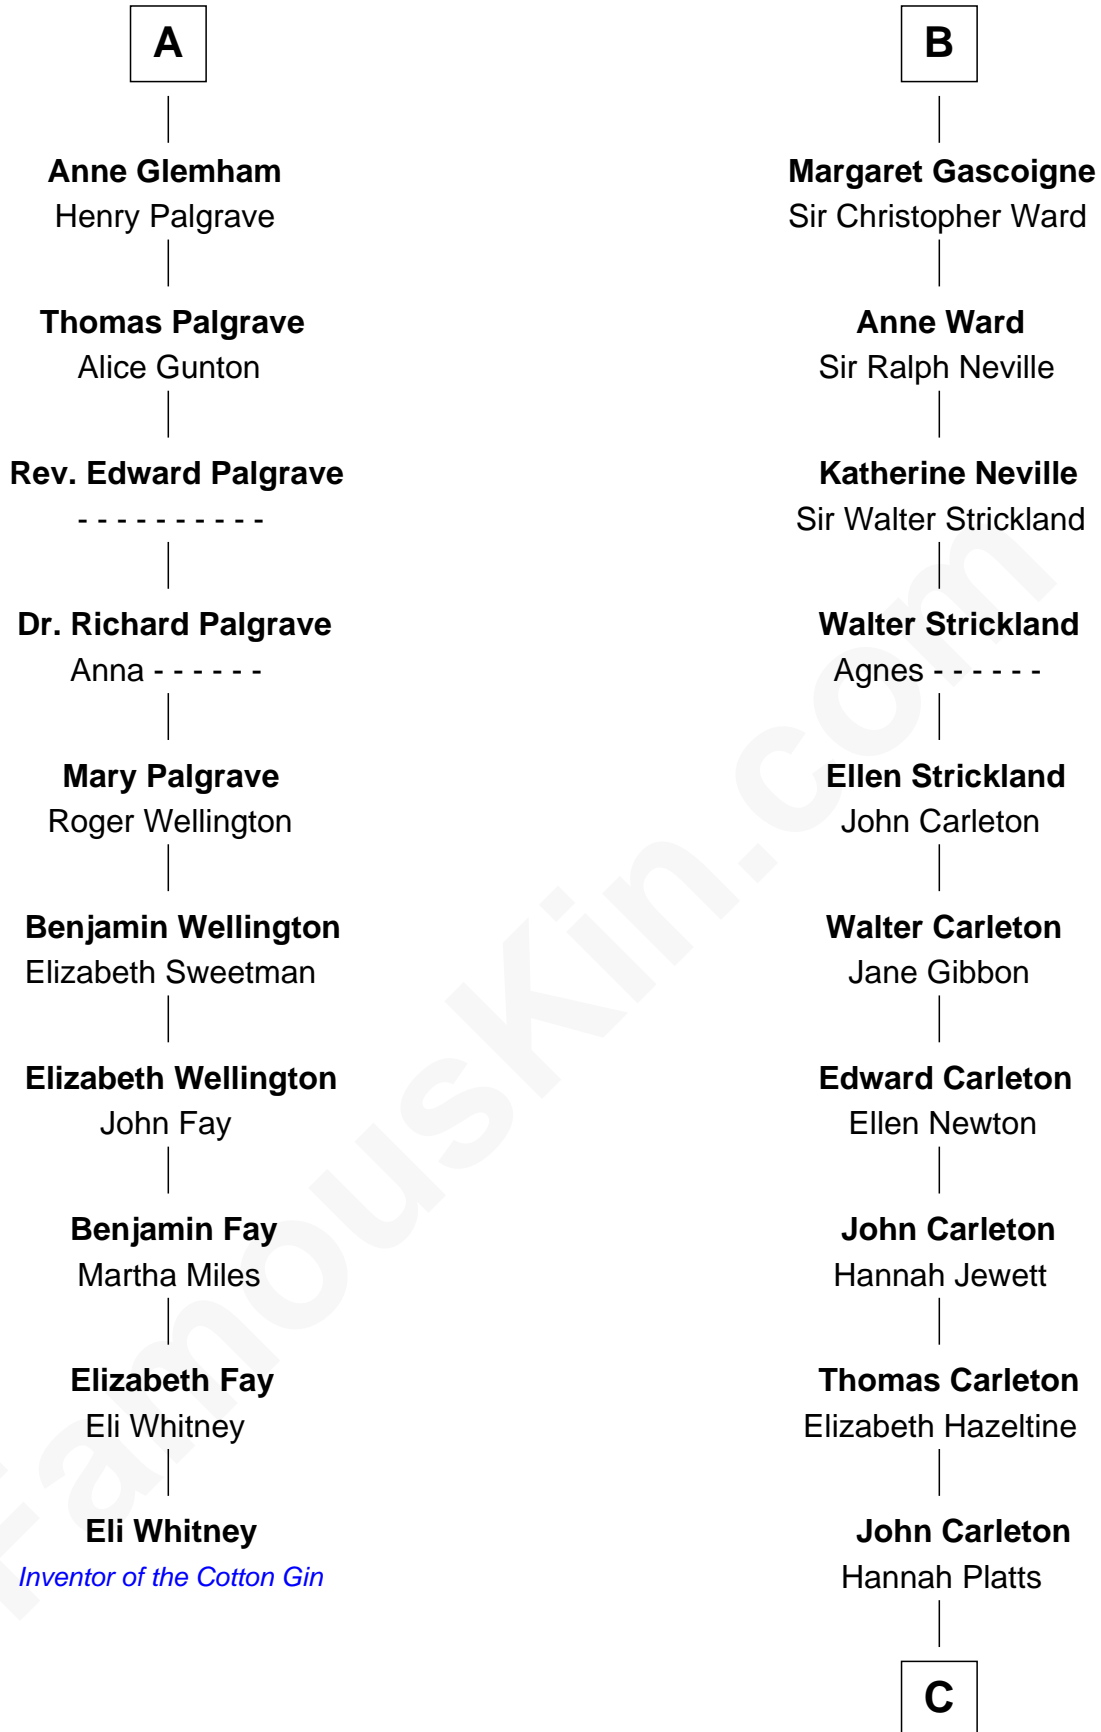 A
Anne Glemham
Henry Palgrave
Thomas Palgrave
Alice Gunton
Rev. Edward Palgrave
- - - - - - - - - -
Dr. Richard Palgrave
Anna - - - - - -
Mary Palgrave
Roger Wellington
Benjamin Wellington
Elizabeth Sweetman
Elizabeth Wellington
John Fay
Benjamin Fay
Martha Miles
Elizabeth Fay
Eli Whitney
Eli Whitney
Inventor of the Cotton Gin
B
Margaret Gascoigne
Sir Christopher Ward
Anne Ward
Sir Ralph Neville
Katherine Neville
Sir Walter Strickland
Walter Strickland
Agnes - - - - - -
Ellen Strickland
John Carleton
Walter Carleton
Jane Gibbon
Edward Carleton
Ellen Newton
John Carleton
Hannah Jewett
Thomas Carleton
Elizabeth Hazeltine
John Carleton
Hannah Platts
C
FamousKin.com